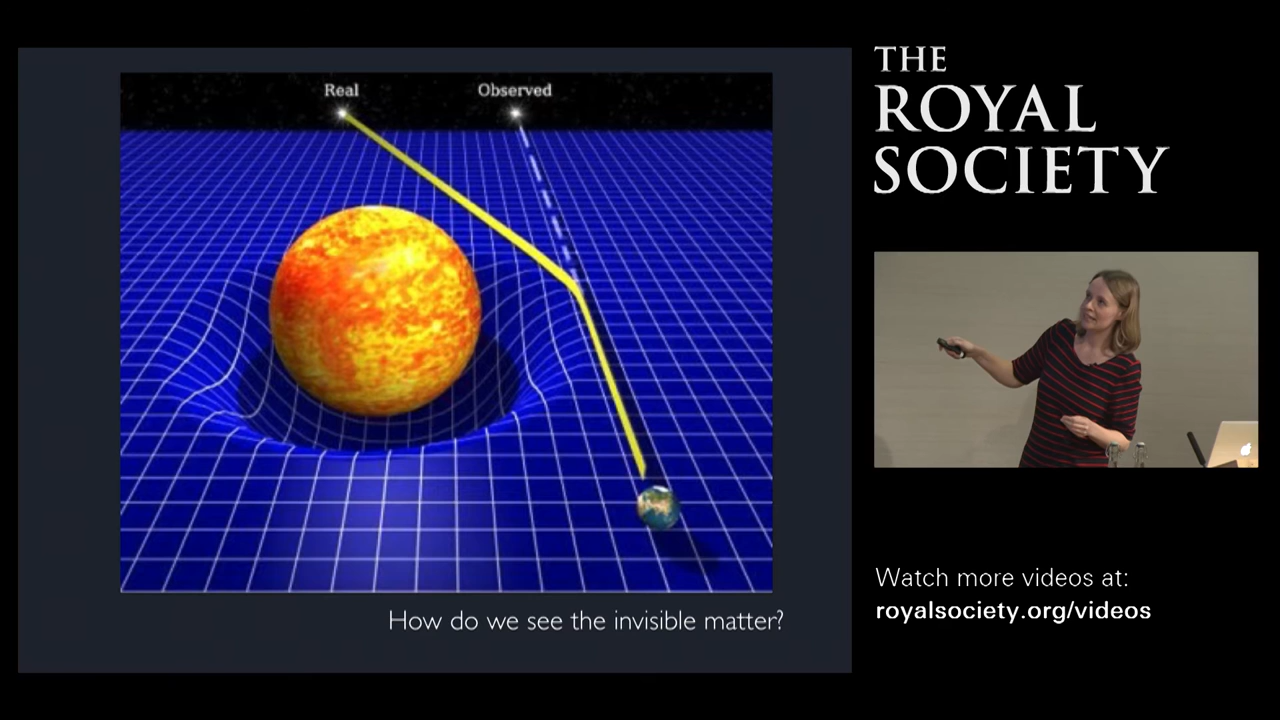 Real
Observed
How do we see the invisible matter?
THE
ROYAL
SOCIETY
Watch more videos at:
royalsociety.org/videos